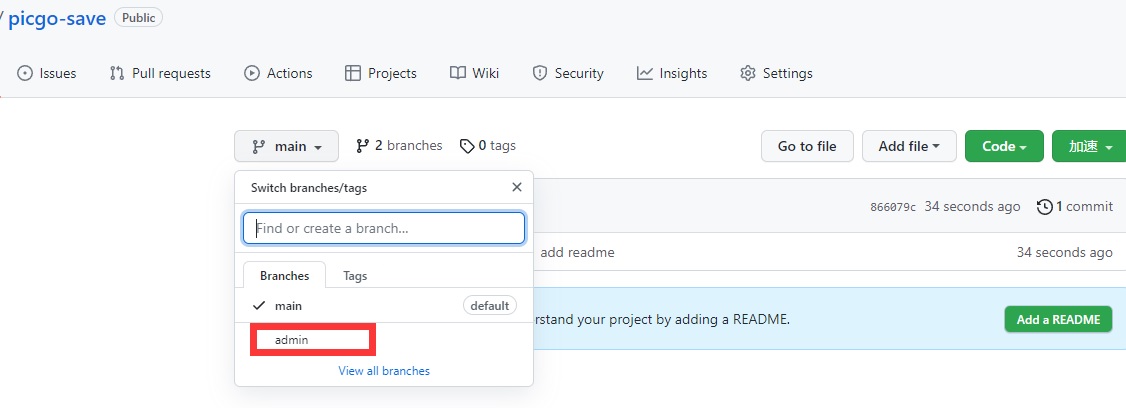 / picgo-save Public
Issues Pull requests Actions Projects Wiki Security Insights Settings
main 2 branches 0 tags Go to file Add file Code 加速
Switch branches/tags
866079c 34 seconds ago 1 commit
Find or create a branch...
add readme 34 seconds ago
Branches Tags
main default
rstand your project by adding a README. Add a README
admin
View all branches